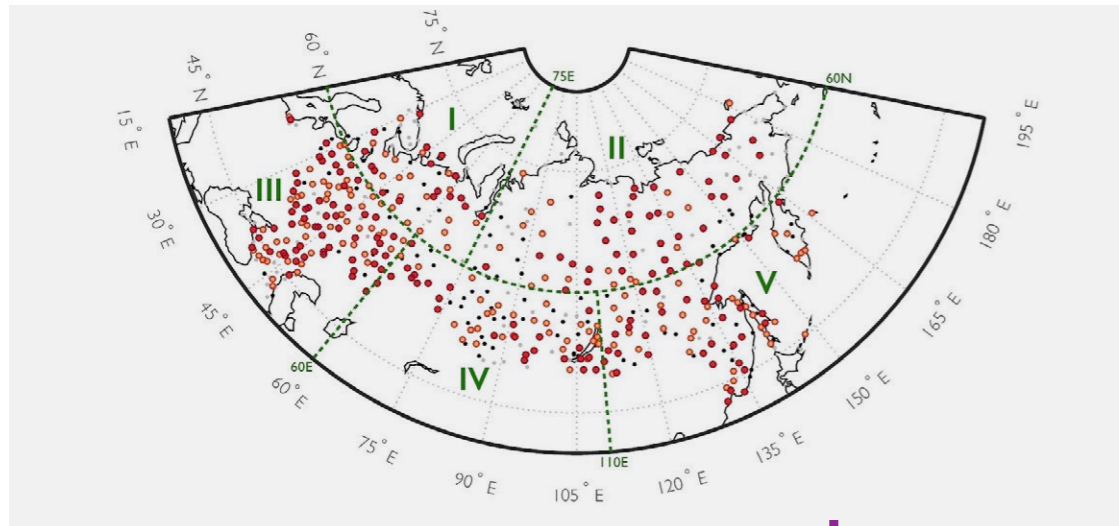 75° N
60° N
45° N
75E
60N
I
II
III
IV
V
15° E
30° E
45° E
60E
60° E
75° E
90° E
105° E
110E
120° E
135° E
150° E
165° E
180° E
195° E